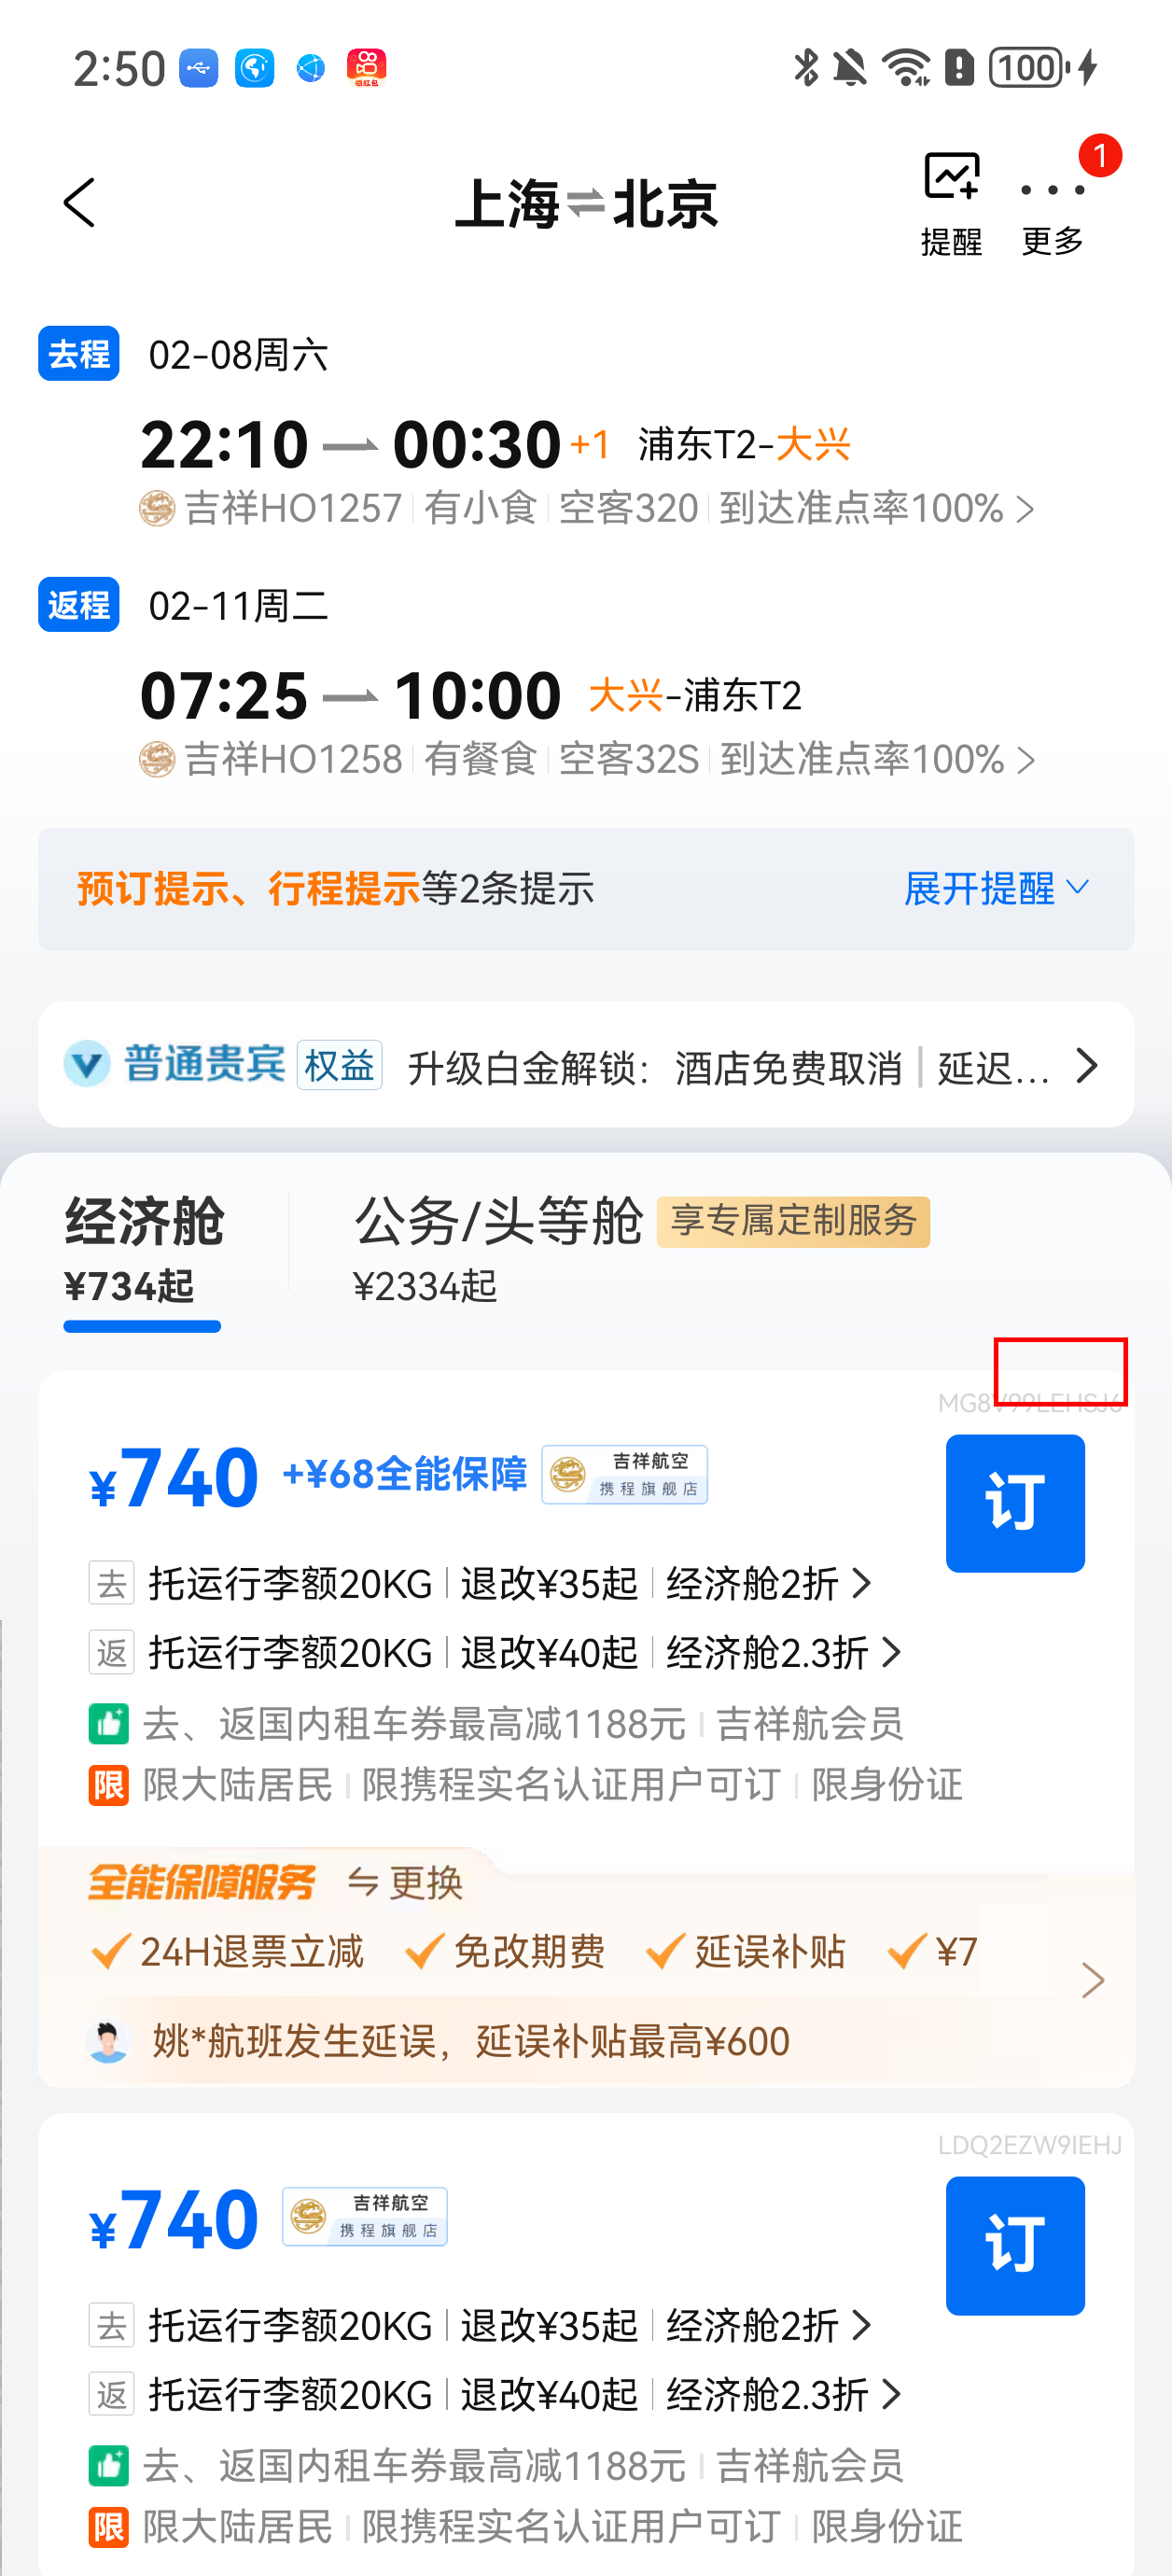 2:50
领红包
100
1
上海⇌北京
提醒 更多
去程 02-08周六
22:10 00:30 +1 浦东T2-大兴
吉祥HO1257 有小食 空客320 到达准点率100%
返程 02-11周二
07:25 10:00 大兴-浦东T2
吉祥HO1258 有餐食 空客32S 到达准点率100%
预订提示、行程提示等2条提示 展开提醒
普通贵宾 权益 升级白金解锁: 酒店免费取消 延迟...
经济舱 公务/头等舱 享专属定制服务
¥734起 ¥2334起
MG8V99LEHSJ6
¥740 +¥68全能保障 吉祥航空 携程旗舰店 订
去 托运行李额20KG 退改¥35起 经济舱2折
返 托运行李额20KG 退改¥40起 经济舱2.3折
去、返国内租车券最高减1188元 吉祥航会员
限 限大陆居民 限携程实名认证用户可订 限身份证
全能保障服务 更换
24H退票立减 免改期费 延误补贴 ¥7
姚*航班发生延误, 延误补贴最高¥600
LDQ2EZW9IEHJ
¥740 吉祥航空 携程旗舰店 订
去 托运行李额20KG 退改¥35起 经济舱2折
返 托运行李额20KG 退改¥40起 经济舱2.3折
去、返国内租车券最高减1188元 吉祥航会员
限 限大陆居民 限携程实名认证用户可订 限身份证